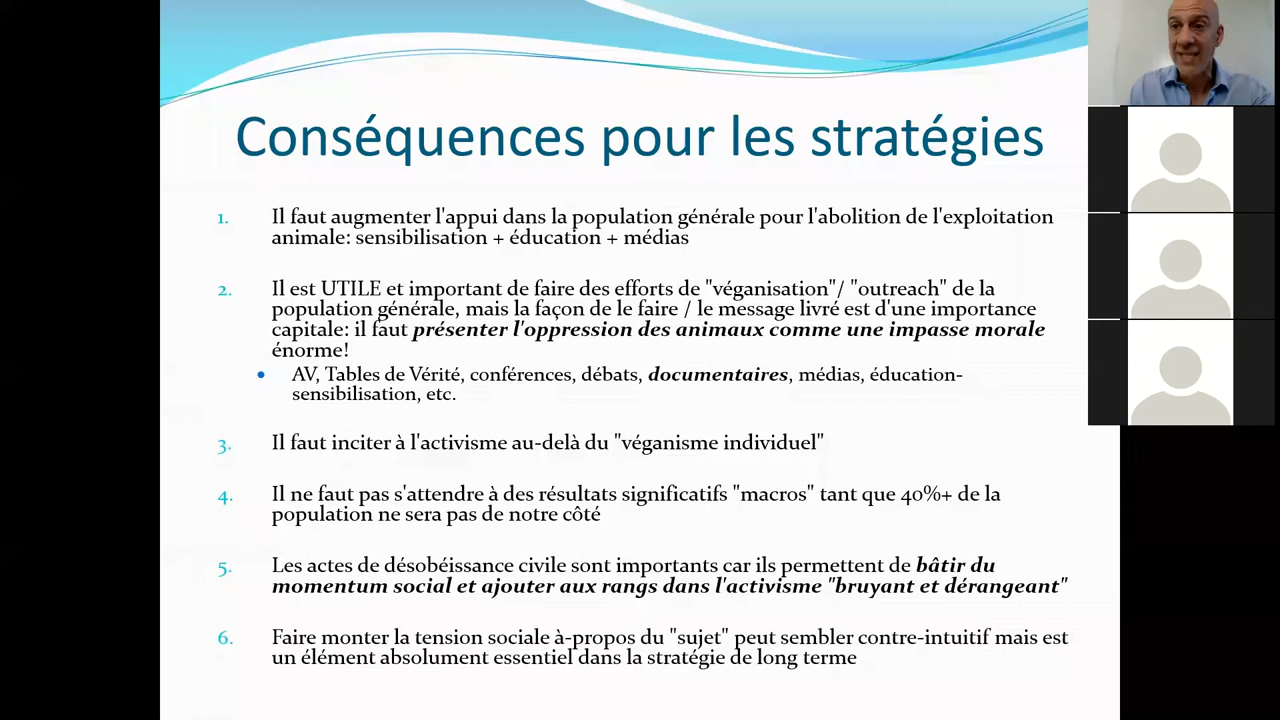 Conséquences pour les stratégies
1. Il faut augmenter l'appui dans la population générale pour l'abolition de l'exploitation
animale: sensibilisation + éducation + médias
2. Il est UTILE et important de faire des efforts de "véganisation"/ "outreach" de la
population générale, mais la façon de le faire / le message livré est d'une importance
capitale: il faut présenter l'oppression des animaux comme une impasse morale
énorme!
• AV, Tables de Vérité, conférences, débats, documentaires, médias, éducation-
sensibilisation, etc.
3. Il faut inciter à l'activisme au-delà du "véganisme individuel"
4. Il ne faut pas s'attendre à des résultats significatifs "macros" tant que 40%+ de la
population ne sera pas de notre côté
5. Les actes de désobéissance civile sont importants car ils permettent de bâtir du
momentum social et ajouter aux rangs dans l'activisme "bruyant et dérangeant"
6. Faire monter la tension sociale à-propos du "sujet" peut sembler contre-intuitif mais est
un élément absolument essentiel dans la stratégie de long terme